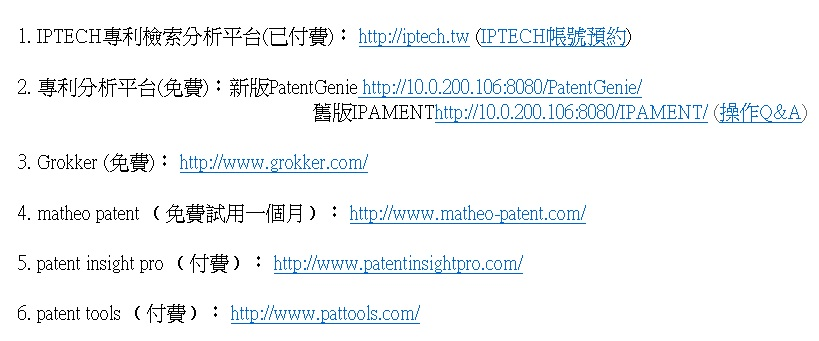 1. IPTECH專利檢索分析平台(已付費)： http://iptech.tw (IPTECH帳號預約)
2. 專利分析平台(免費)：新版PatentGenie http://10.0.200.106:8080/PatentGenie/
舊版IPAMENThttp://10.0.200.106:8080/IPAMENT/ (操作Q&A)
3. Grokker (免費)： http://www.grokker.com/
4. matheo patent （免費試用一個月）： http://www.matheo-patent.com/
5. patent insight pro （付費）： http://www.patentinsightpro.com/
6. patent tools （付費）： http://www.pattools.com/